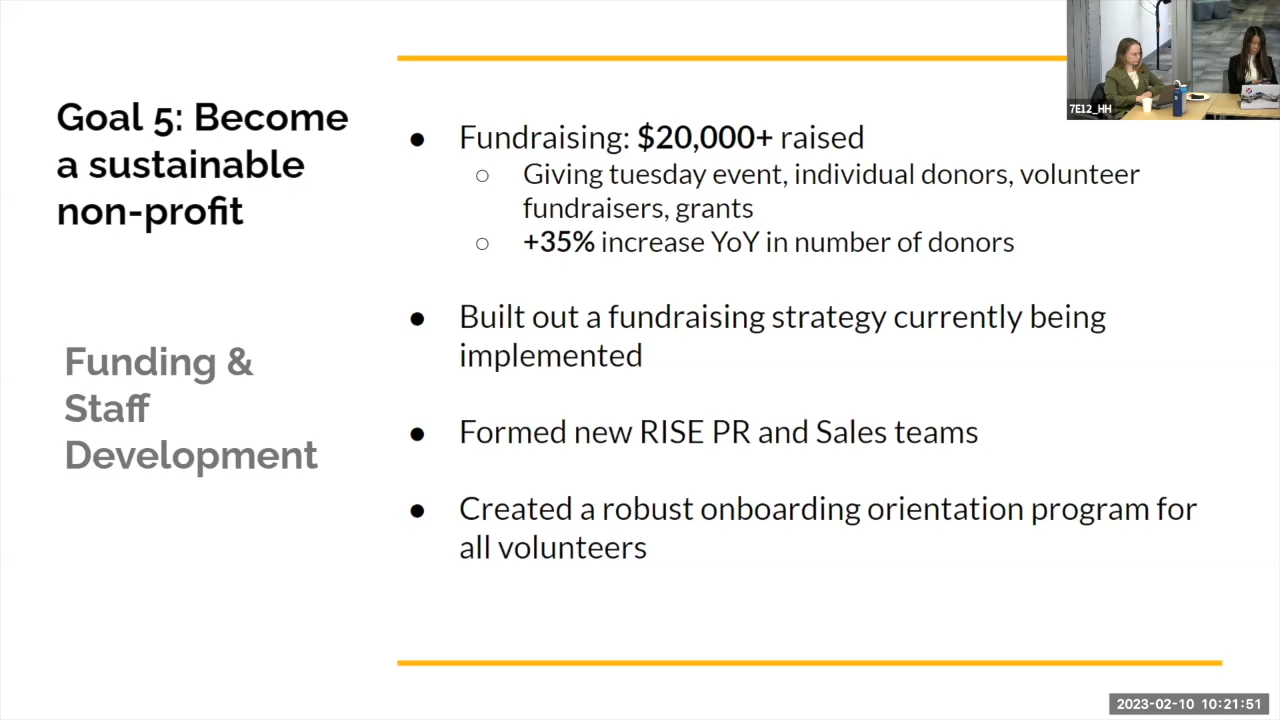 Goal 5: Become
a sustainable
non-profit
Funding &
Staff
Development
● Fundraising: $20,000+ raised
○ Giving tuesday event, individual donors, volunteer
fundraisers, grants
○ +35% increase YoY in number of donors
● Built out a fundraising strategy currently being
implemented
● Formed new RISE PR and Sales teams
● Created a robust onboarding orientation program for
all volunteers
7E12_HH
2023-02-10 10:21:51